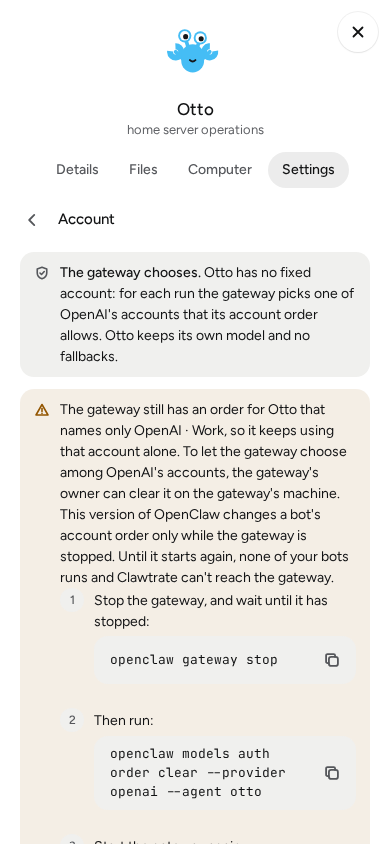 Otto
home server operations
Details Files Computer Settings
Account
The gateway chooses. Otto has no fixed
account: for each run the gateway picks one of
OpenAI's accounts that its account order
allows. Otto keeps its own model and no
fallbacks.
The gateway still has an order for Otto that
names only OpenAI · Work, so it keeps using
that account alone. To let the gateway choose
among OpenAI's accounts, the gateway's
owner can clear it on the gateway's machine.
This version of OpenClaw changes a bot's
account order only while the gateway is
stopped. Until it starts again, none of your bots
runs and Clawtrate can't reach the gateway.
1 Stop the gateway, and wait until it has
stopped:
openclaw gateway stop
2 Then run:
openclaw models auth
order clear --provider
openai --agent otto